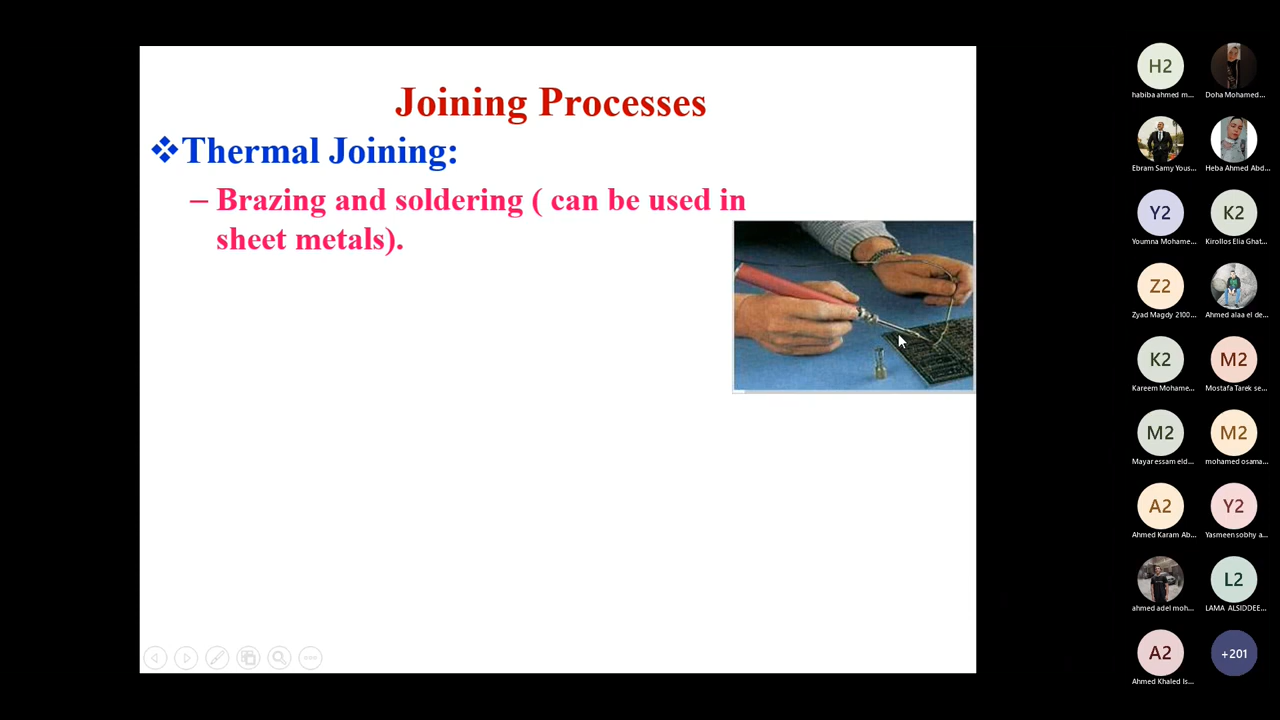 Joining Processes
❖Thermal Joining:
– Brazing and soldering ( can be used in
sheet metals).
H2
habiba ahmed m...
Doha Mohamed...
Ebram Samy Yous...
Heba Ahmed Abd...
Y2
K2
Youmna Mohame...
Kirollos Elia Ghat...
Z2
Zyad Magdy 2100...
Ahmed alaa el de...
K2
M2
Kareem Mohame...
Mostafa Tarek se...
M2
M2
Mayar essam eld...
mohamed osama...
A2
Y2
Ahmed Karam Ab...
Yasmeen sobhy a...
L2
ahmed adel moh...
LAMA ALSIDDEE...
A2
+201
Ahmed Khaled Is...